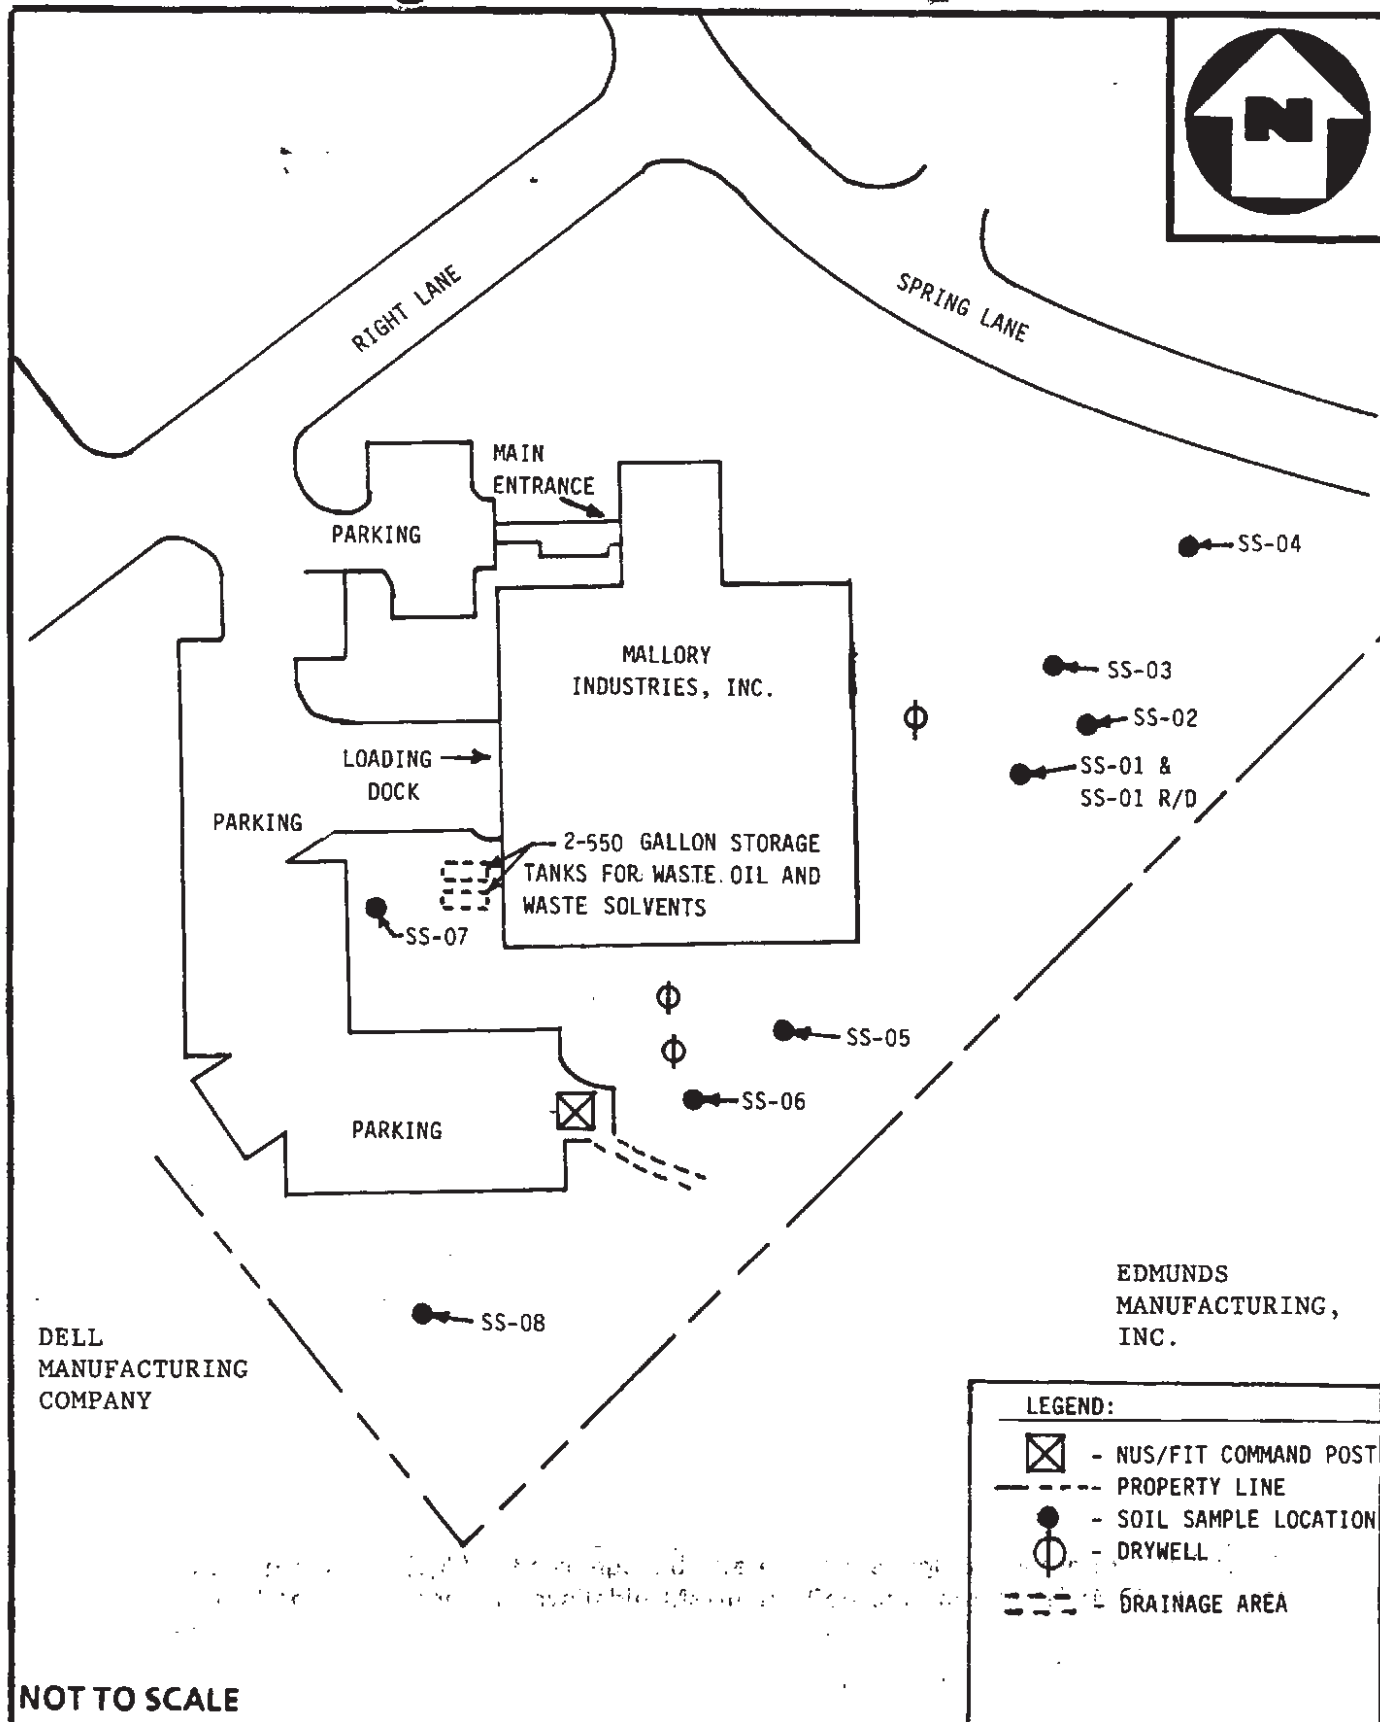 N
RIGHT LANE
SPRING LANE
MAIN
ENTRANCE
PARKING
SS-04
MALLORY
INDUSTRIES, INC.
SS-03
SS-02
LOADING
DOCK
SS-01 &
SS-01 R/D
PARKING
2-550 GALLON STORAGE
TANKS FOR WASTE OIL AND
WASTE SOLVENTS
SS-07
SS-05
SS-06
PARKING
SS-08
EDMUNDS
MANUFACTURING,
INC.
DELL
MANUFACTURING
COMPANY
LEGEND:
- NUS/FIT COMMAND POST
- PROPERTY LINE
- SOIL SAMPLE LOCATION
- DRYWELL
- DRAINAGE AREA
NOT TO SCALE